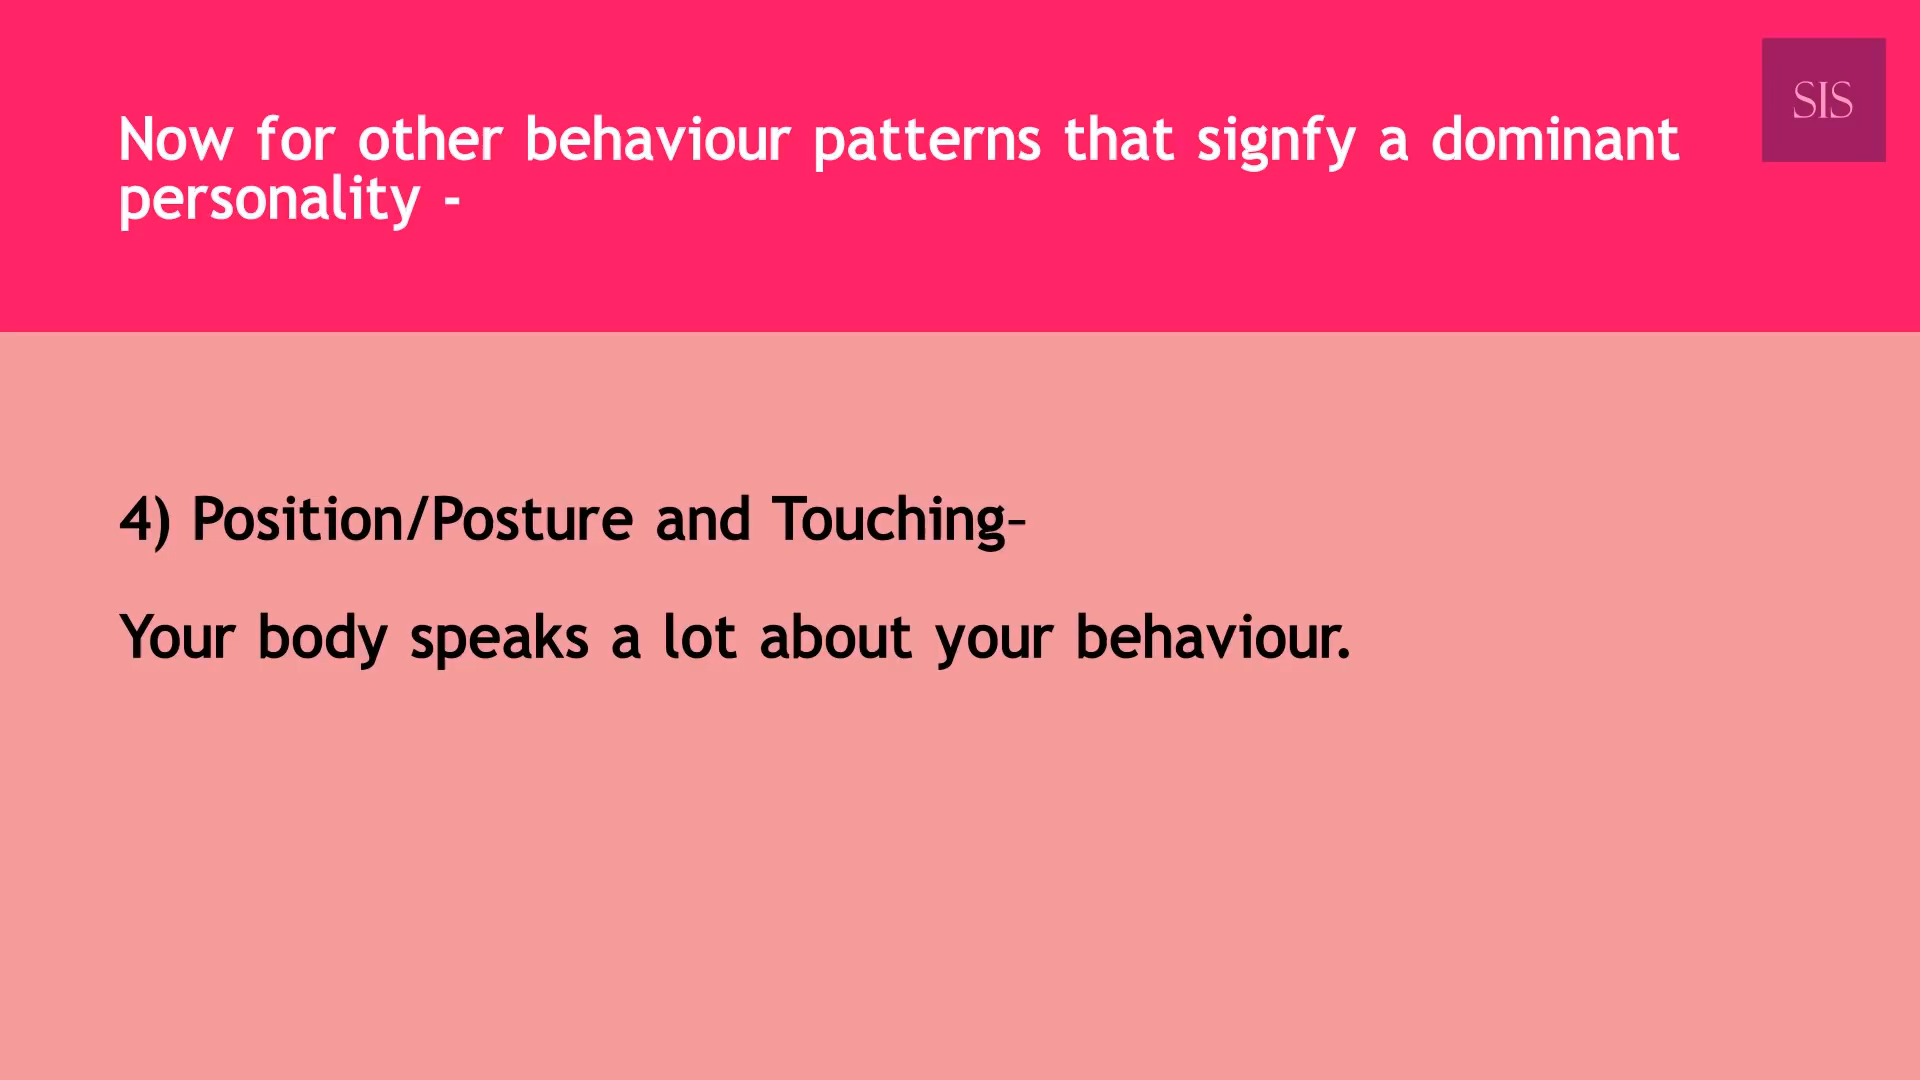 SIS
Now for other behaviour patterns that signfy a dominant
personality -
4) Position/Posture and Touching–
Your body speaks a lot about your behaviour.